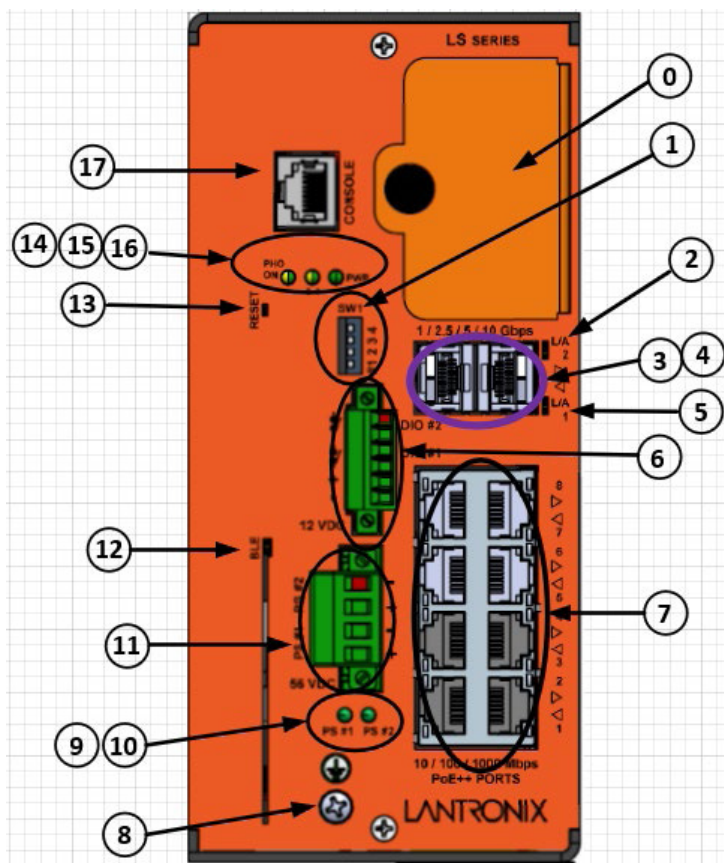 LS SERIES
0
1
17
CONSOLE
14 15 16
PHO
ON
PWR
2
13
RESET
SW1
1 2 3 4
1 / 2.5 / 5 / 10 Gbps
L/A
2
3 4
L/A
1
5
DIO #2
6
12 VDC
8
7
6
12
BLE
7
PS #2
PS #1
3
2
1
11
56 VDC
9 10
PS #1 PS #2
10 / 100 / 1000 Mbps
PoE++ PORTS
8
LANTRONIX